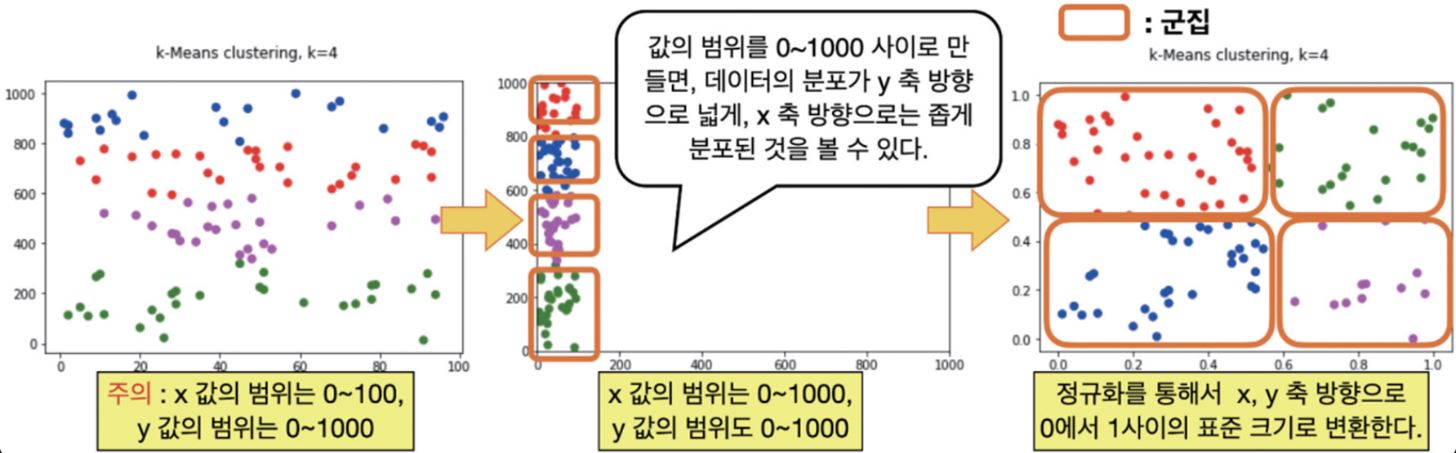 k-Means clustering, k=4
1000
800
600
400
200
0
0 20 40 60 80 100
주의 : x 값의 범위는 0~100,
y 값의 범위는 0~1000
1000
800
600
400
200
0
0 200 400 600 800 1000
값의 범위를 0~1000 사이로 만
들면, 데이터의 분포가 y 축 방향
으로 넓게, x 축 방향으로는 좁게
분포된 것을 볼 수 있다.
x 값의 범위는 0~1000,
y 값의 범위도 0~1000
: 군집
k-Means clustering, k=4
1.0
0.8
0.6
0.4
0.2
0.0
0.0 0.2 0.4 0.6 0.8 1.0
정규화를 통해서 x, y 축 방향으로
0에서 1사이의 표준 크기로 변환한다.